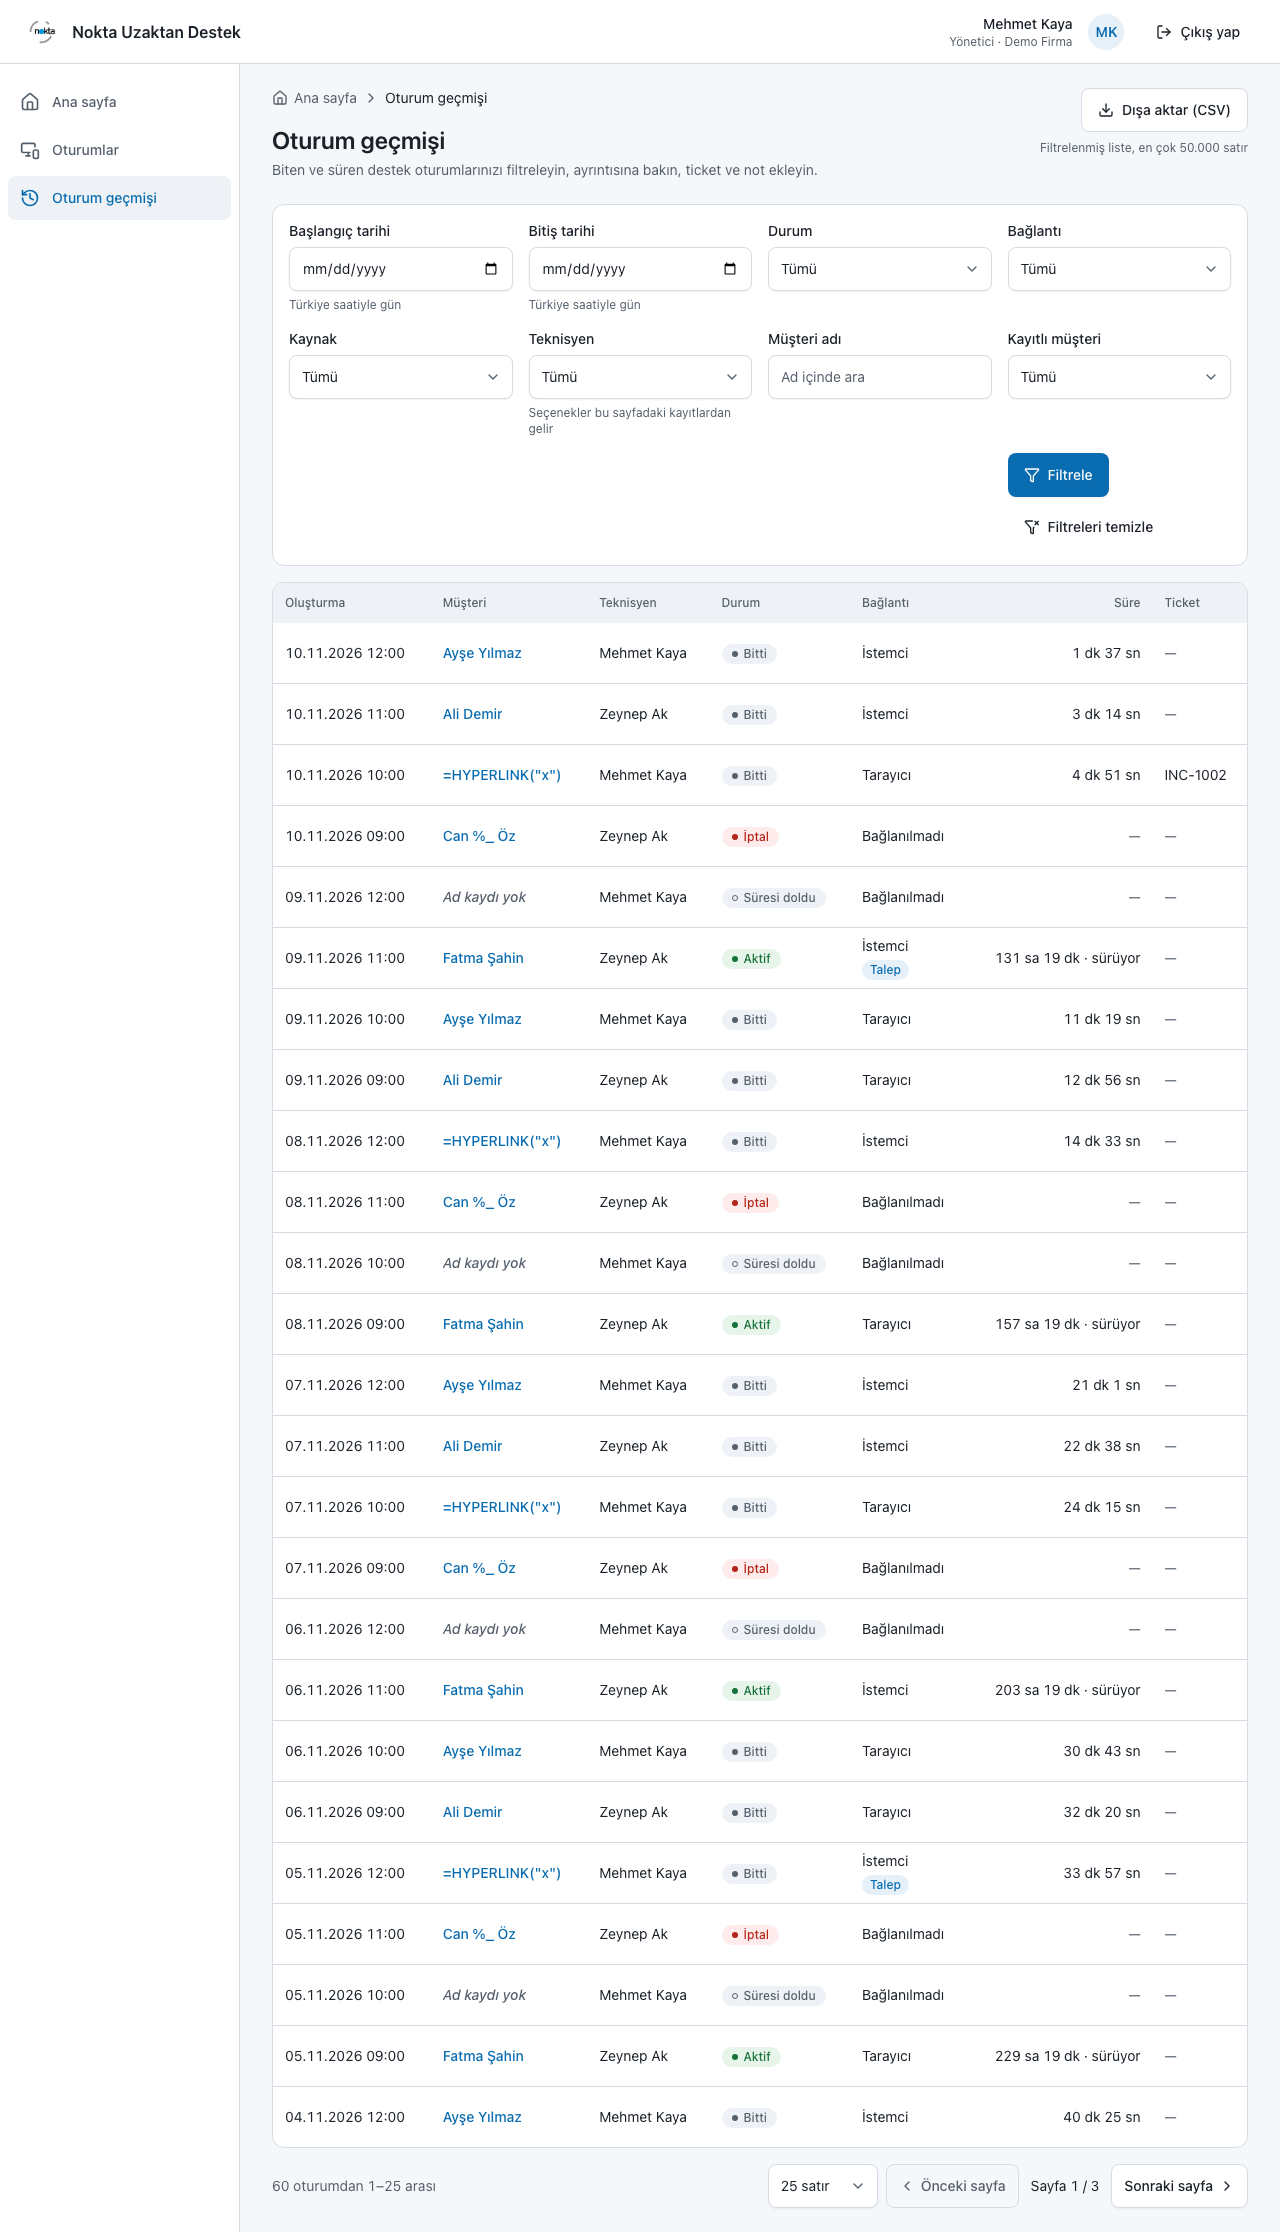 nokta
Nokta Uzaktan Destek
Mehmet Kaya
Yönetici · Demo Firma
MK
Çıkış yap
Ana sayfa
Oturumlar
Oturum geçmişi
Ana sayfa
Oturum geçmişi
Oturum geçmişi
Biten ve süren destek oturumlarınızı filtreleyin, ayrıntısına bakın, ticket ve not ekleyin.
Dışa aktar (CSV)
Filtrelenmiş liste, en çok 50.000 satır
Başlangıç tarihi
mm/dd/yyyy
Türkiye saatiyle gün
Bitiş tarihi
mm/dd/yyyy
Türkiye saatiyle gün
Durum
Tümü
Bağlantı
Tümü
Kaynak
Tümü
Teknisyen
Tümü
Seçenekler bu sayfadaki kayıtlardan
gelir
Müşteri adı
Ad içinde ara
Kayıtlı müşteri
Tümü
Filtrele
Filtreleri temizle
Oluşturma Müşteri Teknisyen Durum Bağlantı Süre Ticket
10.11.2026 12:00 Ayşe Yılmaz Mehmet Kaya Bitti İstemci 1 dk 37 sn —
10.11.2026 11:00 Ali Demir Zeynep Ak Bitti İstemci 3 dk 14 sn —
10.11.2026 10:00 =HYPERLINK("x") Mehmet Kaya Bitti Tarayıcı 4 dk 51 sn INC-1002
10.11.2026 09:00 Can %_ Öz Zeynep Ak İptal Bağlanılmadı — —
09.11.2026 12:00 Ad kaydı yok Mehmet Kaya Süresi doldu Bağlanılmadı — —
09.11.2026 11:00 Fatma Şahin Zeynep Ak Aktif İstemci Talep 131 sa 19 dk · sürüyor —
09.11.2026 10:00 Ayşe Yılmaz Mehmet Kaya Bitti Tarayıcı 11 dk 19 sn —
09.11.2026 09:00 Ali Demir Zeynep Ak Bitti Tarayıcı 12 dk 56 sn —
08.11.2026 12:00 =HYPERLINK("x") Mehmet Kaya Bitti İstemci 14 dk 33 sn —
08.11.2026 11:00 Can %_ Öz Zeynep Ak İptal Bağlanılmadı — —
08.11.2026 10:00 Ad kaydı yok Mehmet Kaya Süresi doldu Bağlanılmadı — —
08.11.2026 09:00 Fatma Şahin Zeynep Ak Aktif Tarayıcı 157 sa 19 dk · sürüyor —
07.11.2026 12:00 Ayşe Yılmaz Mehmet Kaya Bitti İstemci 21 dk 1 sn —
07.11.2026 11:00 Ali Demir Zeynep Ak Bitti İstemci 22 dk 38 sn —
07.11.2026 10:00 =HYPERLINK("x") Mehmet Kaya Bitti Tarayıcı 24 dk 15 sn —
07.11.2026 09:00 Can %_ Öz Zeynep Ak İptal Bağlanılmadı — —
06.11.2026 12:00 Ad kaydı yok Mehmet Kaya Süresi doldu Bağlanılmadı — —
06.11.2026 11:00 Fatma Şahin Zeynep Ak Aktif İstemci 203 sa 19 dk · sürüyor —
06.11.2026 10:00 Ayşe Yılmaz Mehmet Kaya Bitti Tarayıcı 30 dk 43 sn —
06.11.2026 09:00 Ali Demir Zeynep Ak Bitti Tarayıcı 32 dk 20 sn —
05.11.2026 12:00 =HYPERLINK("x") Mehmet Kaya Bitti İstemci Talep 33 dk 57 sn —
05.11.2026 11:00 Can %_ Öz Zeynep Ak İptal Bağlanılmadı — —
05.11.2026 10:00 Ad kaydı yok Mehmet Kaya Süresi doldu Bağlanılmadı — —
05.11.2026 09:00 Fatma Şahin Zeynep Ak Aktif Tarayıcı 229 sa 19 dk · sürüyor —
04.11.2026 12:00 Ayşe Yılmaz Mehmet Kaya Bitti İstemci 40 dk 25 sn —
60 oturumdan 1–25 arası
25 satır
Önceki sayfa
Sayfa 1 / 3
Sonraki sayfa